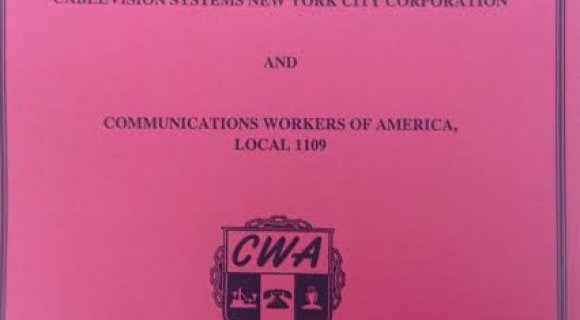 CABLEVISION SYSTEMS NEW YORK CITY CORPORATION
AND
COMMUNICATIONS WORKERS OF AMERICA,
LOCAL 1109
CWA